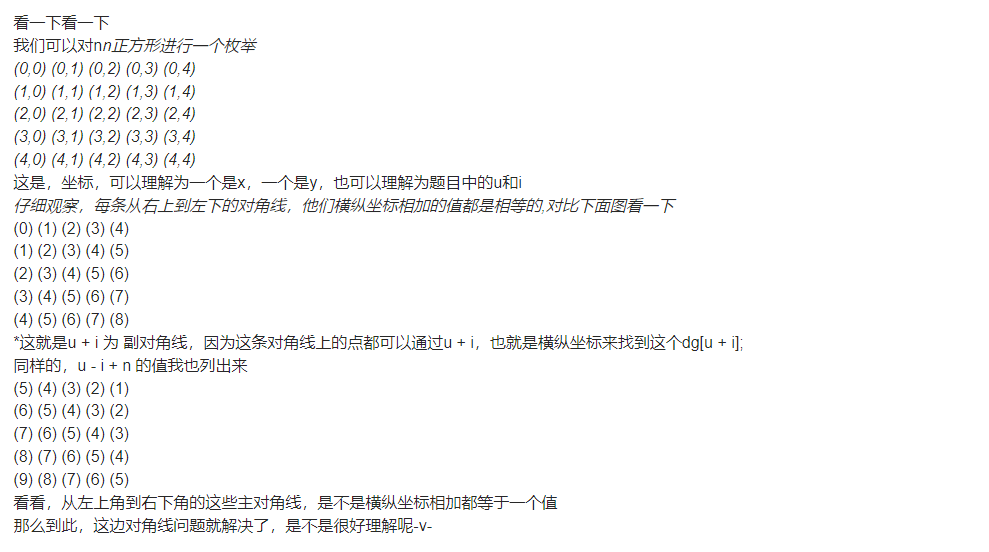 看一下看一下
我们可以对nn正方形进行一个枚举
(0,0) (0,1) (0,2) (0,3) (0,4)
(1,0) (1,1) (1,2) (1,3) (1,4)
(2,0) (2,1) (2,2) (2,3) (2,4)
(3,0) (3,1) (3,2) (3,3) (3,4)
(4,0) (4,1) (4,2) (4,3) (4,4)
这是，坐标，可以理解为一个是x，一个是y，也可以理解为题目中的u和i
仔细观察，每条从右上到左下的对角线，他们横纵坐标相加的值都是相等的,对比下面图看一下
(0) (1) (2) (3) (4)
(1) (2) (3) (4) (5)
(2) (3) (4) (5) (6)
(3) (4) (5) (6) (7)
(4) (5) (6) (7) (8)
*这就是u + i 为 副对角线，因为这条对角线上的点都可以通过u + i，也就是横纵坐标来找到这个dg[u + i];
同样的，u - i + n 的值我也列出来
(5) (4) (3) (2) (1)
(6) (5) (4) (3) (2)
(7) (6) (5) (4) (3)
(8) (7) (6) (5) (4)
(9) (8) (7) (6) (5)
看看，从左上角到右下角的这些主对角线，是不是横纵坐标相加都等于一个值
那么到此，这边对角线问题就解决了，是不是很好理解呢-v-